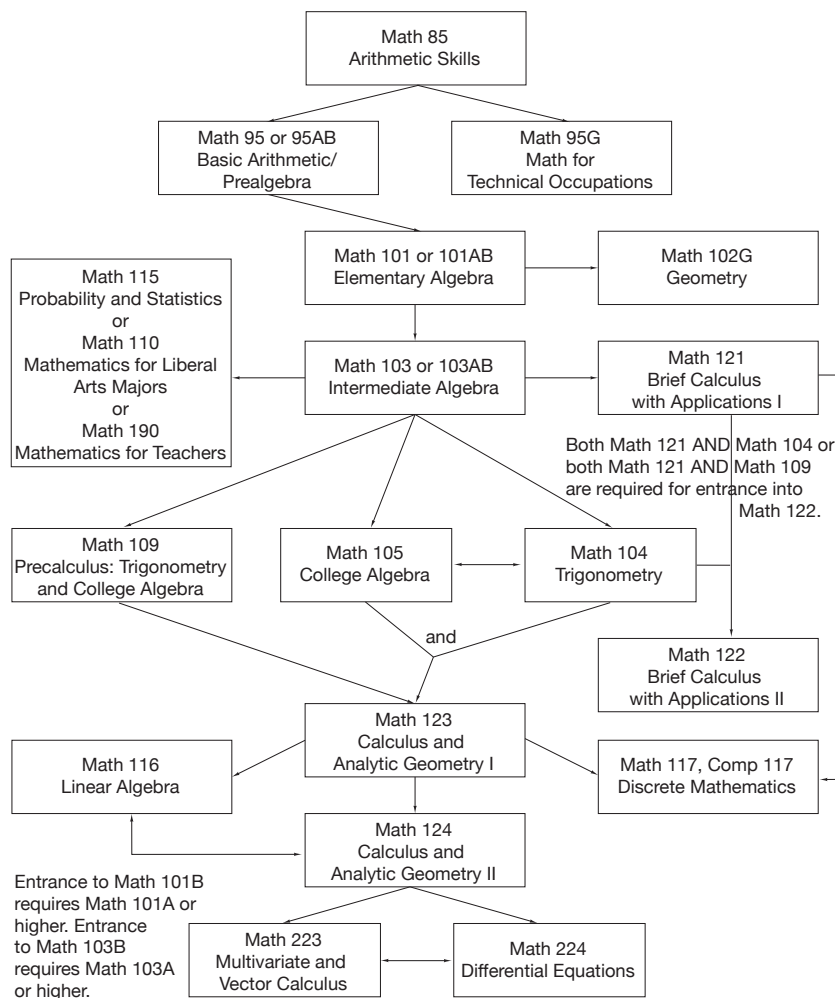 Math 85
Arithmetic Skills
Math 95 or 95AB
Basic Arithmetic/
Prealgebra
Math 95G
Math for
Technical Occupations
Math 101 or 101AB
Elementary Algebra
Math 102G
Geometry
Math 115
Probability and Statistics
or
Math 110
Mathematics for Liberal
Arts Majors
or
Math 190
Mathematics for Teachers
Math 103 or 103AB
Intermediate Algebra
Math 121
Brief Calculus
with Applications I
Both Math 121 AND Math 104 or
both Math 121 AND Math 109
are required for entrance into
Math 122.
Math 109
Precalculus: Trigonometry
and College Algebra
Math 105
College Algebra
Math 104
Trigonometry
and
Math 122
Brief Calculus
with Applications II
Math 123
Calculus and
Analytic Geometry I
Math 116
Linear Algebra
Math 117, Comp 117
Discrete Mathematics
Math 124
Calculus and
Analytic Geometry II
Entrance to Math 101B
requires Math 101A or
higher. Entrance
to Math 103B
requires Math 103A
or higher.
Math 223
Multivariate and
Vector Calculus
Math 224
Differential Equations